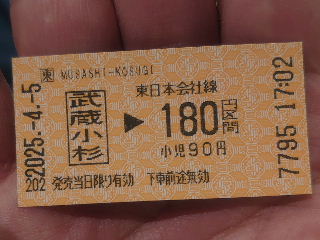 東 MUSASHI-KOSUGI
武蔵小杉
東日本会社線
▶ 180円区間
小児90円
発売当日限り有効 下車前途無効
2025.-4.-5
202
7795 17:02